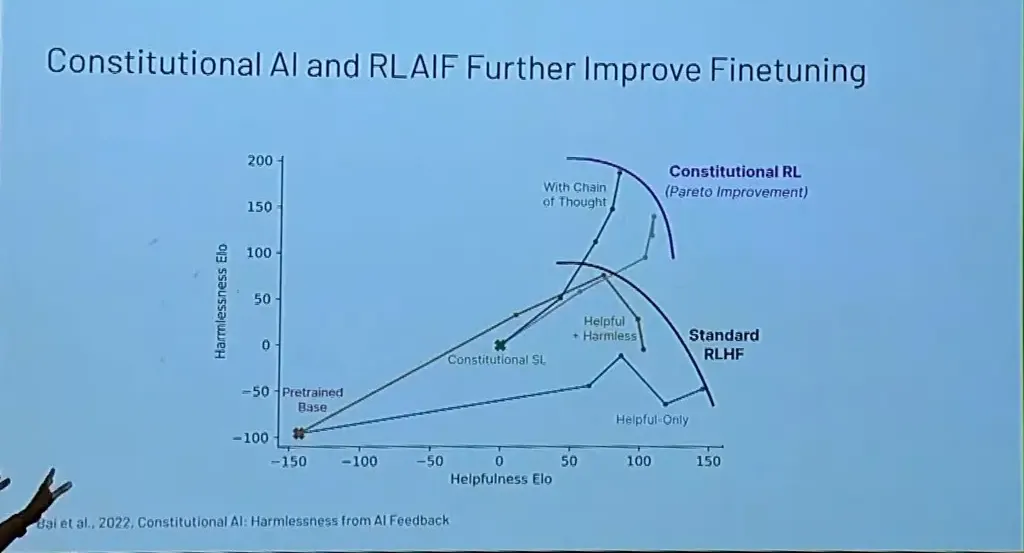 Constitutional AI and RLAIF Further Improve Finetuning
200
150
100
50
0
−50
−100
Harmlessness Elo
−150
−100
−50
0
50
100
150
Helpfulness Elo
With Chain
of Thought
Constitutional RL
(Pareto Improvement)
Helpful
+ Harmless
Standard
RLHF
Constitutional SL
Pretrained
Base
Helpful-Only
Bai et al., 2022, Constitutional AI: Harmlessness from AI Feedback